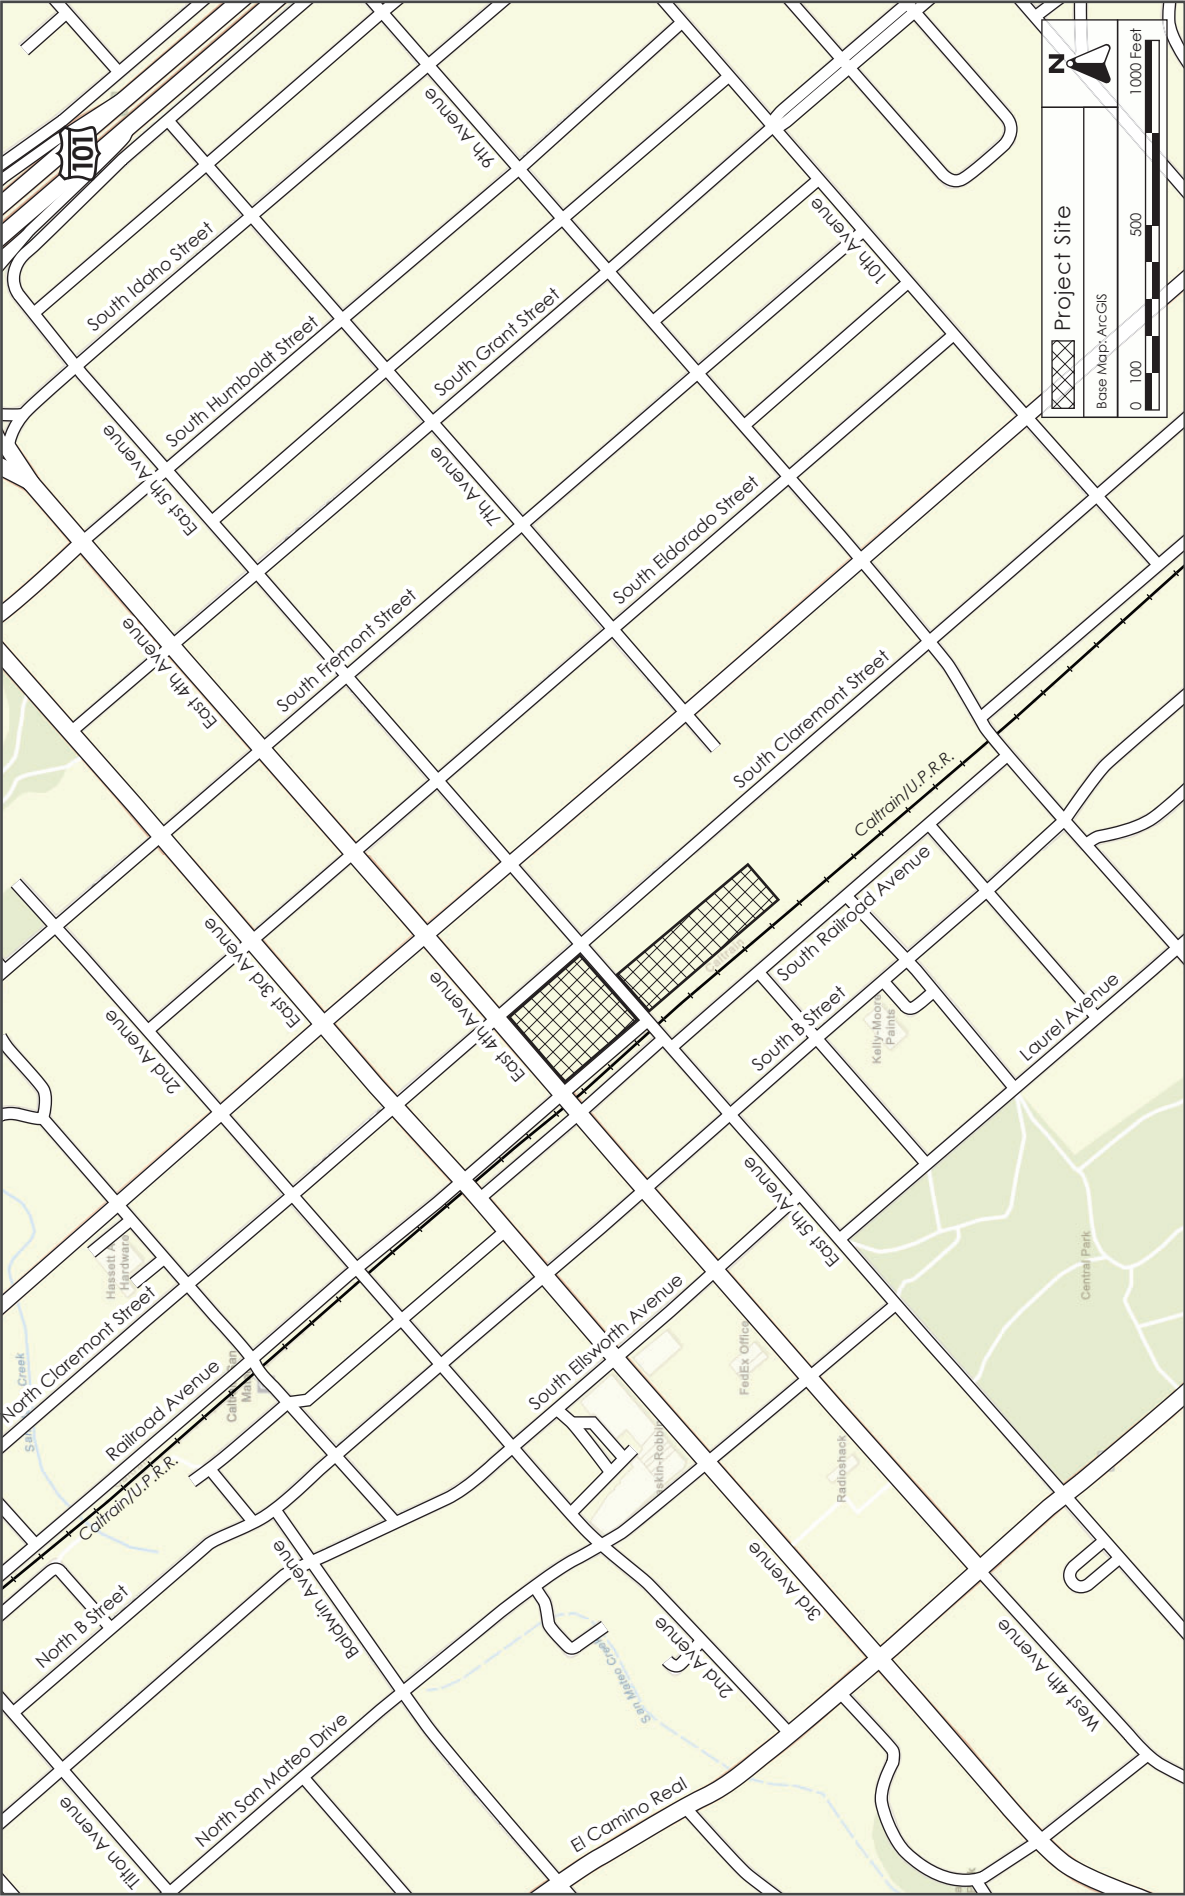 101
South Idaho Street
South Humboldt Street
East 5th Avenue
9th Avenue
South Grant Street
7th Avenue
10th Avenue
East 4th Avenue
South Fremont Street
South Eldorado Street
South Claremont Street
Caltrain/U.P.R.R.
2nd Avenue
East 3rd Avenue
East 4th Avenue
Caltrain
South Railroad Avenue
South B Street
Kelly-Moore
Paints
Laurel Avenue
East 5th Avenue
Central Park
Hassett A
Hardware
North Claremont Street
Creek
Railroad Avenue
Caltrain/U.P.R.R.
South Ellsworth Avenue
FedEx Office
Radioshack
North B Street
Baldwin Avenue
3rd Avenue
2nd Avenue
San Mateo Creek
West 4th Avenue
North San Mateo Drive
Tilton Avenue
El Camino Real
N
Project Site
Base Map: ArcGIS
0 100 500 1000 Feet